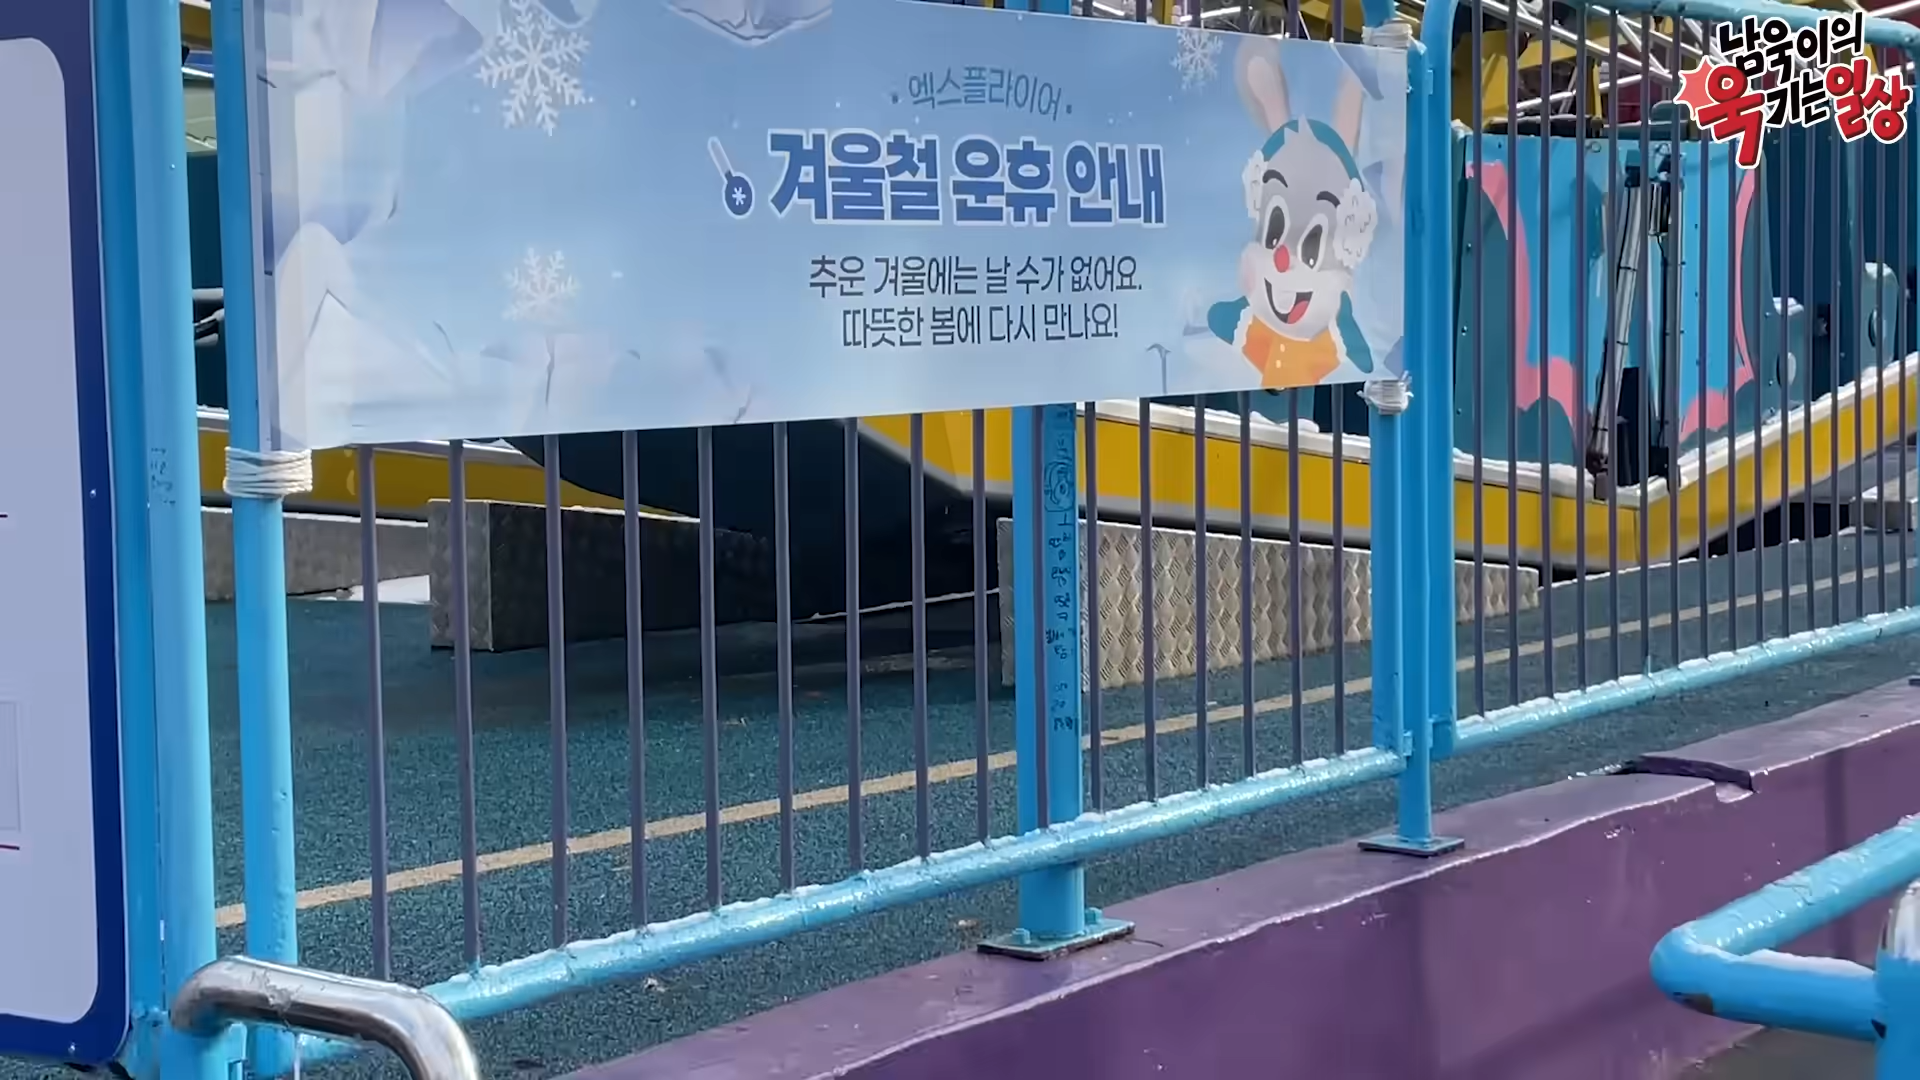 · 엑스플라이어 ·
겨울철 운휴 안내
추운 겨울에는 날 수가 없어요.
따뜻한 봄에 다시 만나요!
남욱이의
욱기는일상